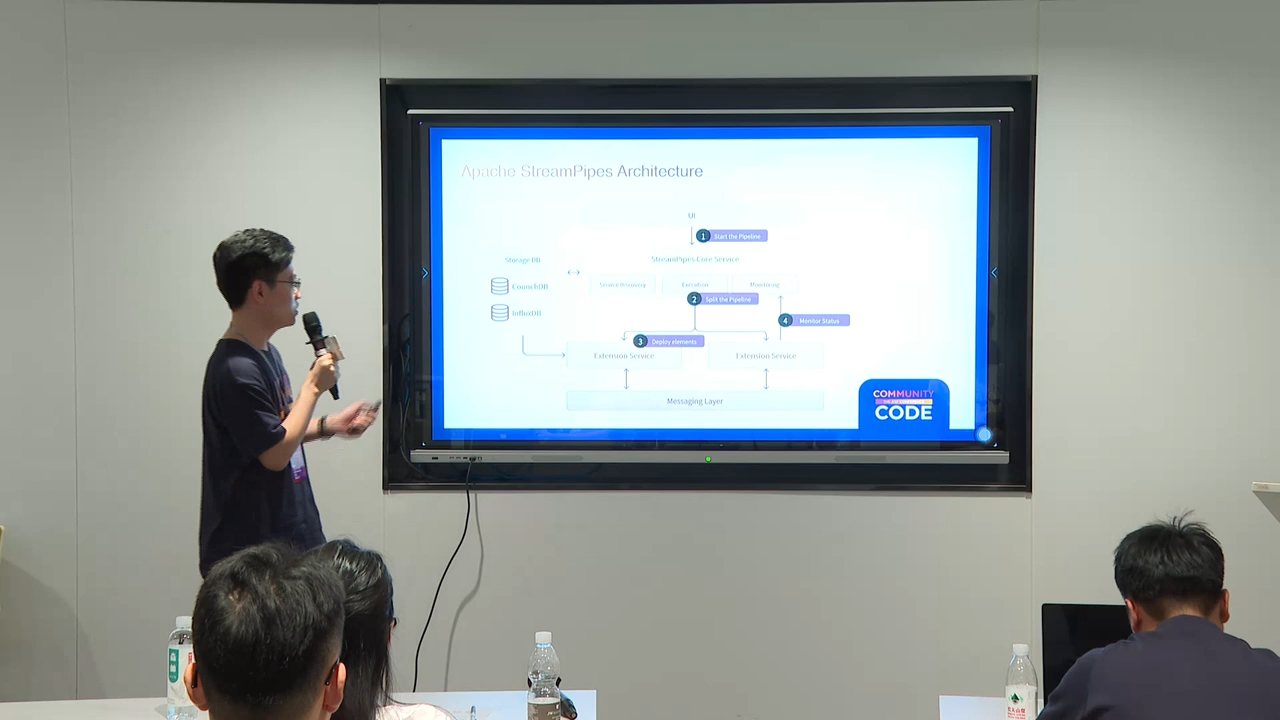 Apache StreamPipes Architecture
UI
1 Start the Pipeline
Storage DB
StreamPipes Core Service
CounchDB
Service Discovery
Execution
Monitoring
2 Split the Pipeline
InfluxDB
4 Monitor Status
3 Deploy elements
Extension Service
Extension Service
Messaging Layer
COMMUNITY
CODE